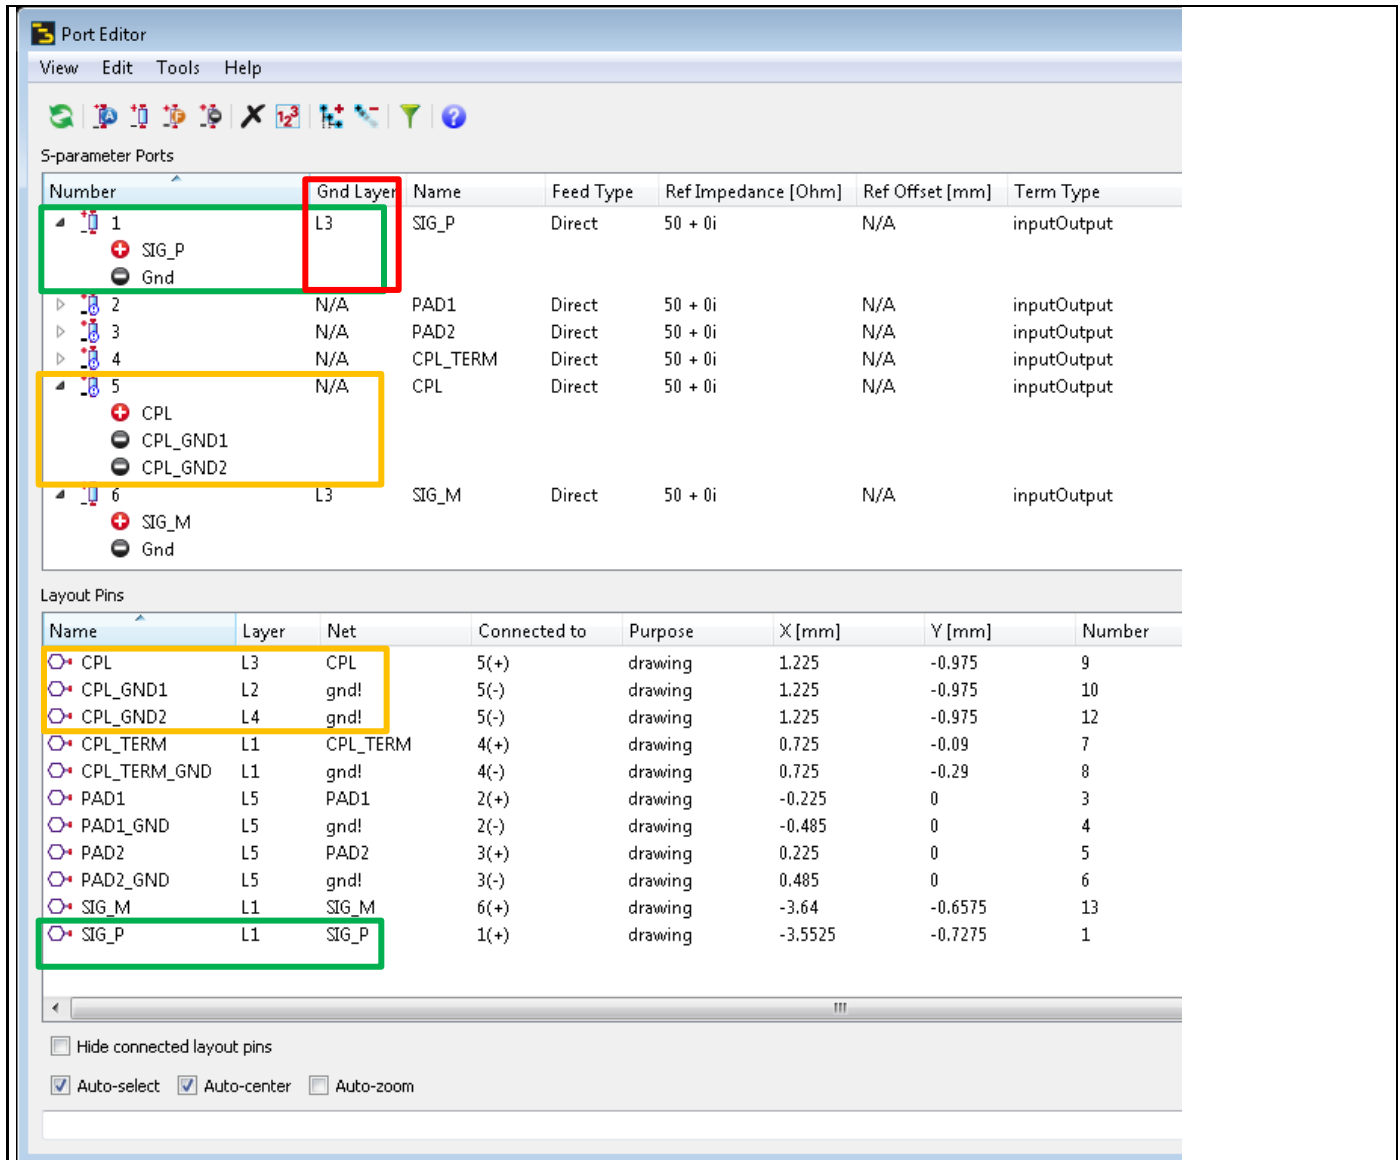 Port Editor
View Edit Tools Help
S-parameter Ports
Number Gnd Layer Name Feed Type Ref Impedance [Ohm] Ref Offset [mm] Term Type
1 L3 SIG_P Direct 50 + 0i N/A inputOutput
SIG_P
Gnd
2 N/A PAD1 Direct 50 + 0i N/A inputOutput
3 N/A PAD2 Direct 50 + 0i N/A inputOutput
4 N/A CPL_TERM Direct 50 + 0i N/A inputOutput
5 N/A CPL Direct 50 + 0i N/A inputOutput
CPL
CPL_GND1
CPL_GND2
6 L3 SIG_M Direct 50 + 0i N/A inputOutput
SIG_M
Gnd
Layout Pins
Name Layer Net Connected to Purpose X [mm] Y [mm] Number
CPL L3 CPL 5(+) drawing 1.225 -0.975 9
CPL_GND1 L2 gnd! 5(-) drawing 1.225 -0.975 10
CPL_GND2 L4 gnd! 5(-) drawing 1.225 -0.975 12
CPL_TERM L1 CPL_TERM 4(+) drawing 0.725 -0.09 7
CPL_TERM_GND L1 gnd! 4(-) drawing 0.725 -0.29 8
PAD1 L5 PAD1 2(+) drawing -0.225 0 3
PAD1_GND L5 gnd! 2(-) drawing -0.485 0 4
PAD2 L5 PAD2 3(+) drawing 0.225 0 5
PAD2_GND L5 gnd! 3(-) drawing 0.485 0 6
SIG_M L1 SIG_M 6(+) drawing -3.64 -0.6575 13
SIG_P L1 SIG_P 1(+) drawing -3.5525 -0.7275 1
Hide connected layout pins
Auto-select Auto-center Auto-zoom